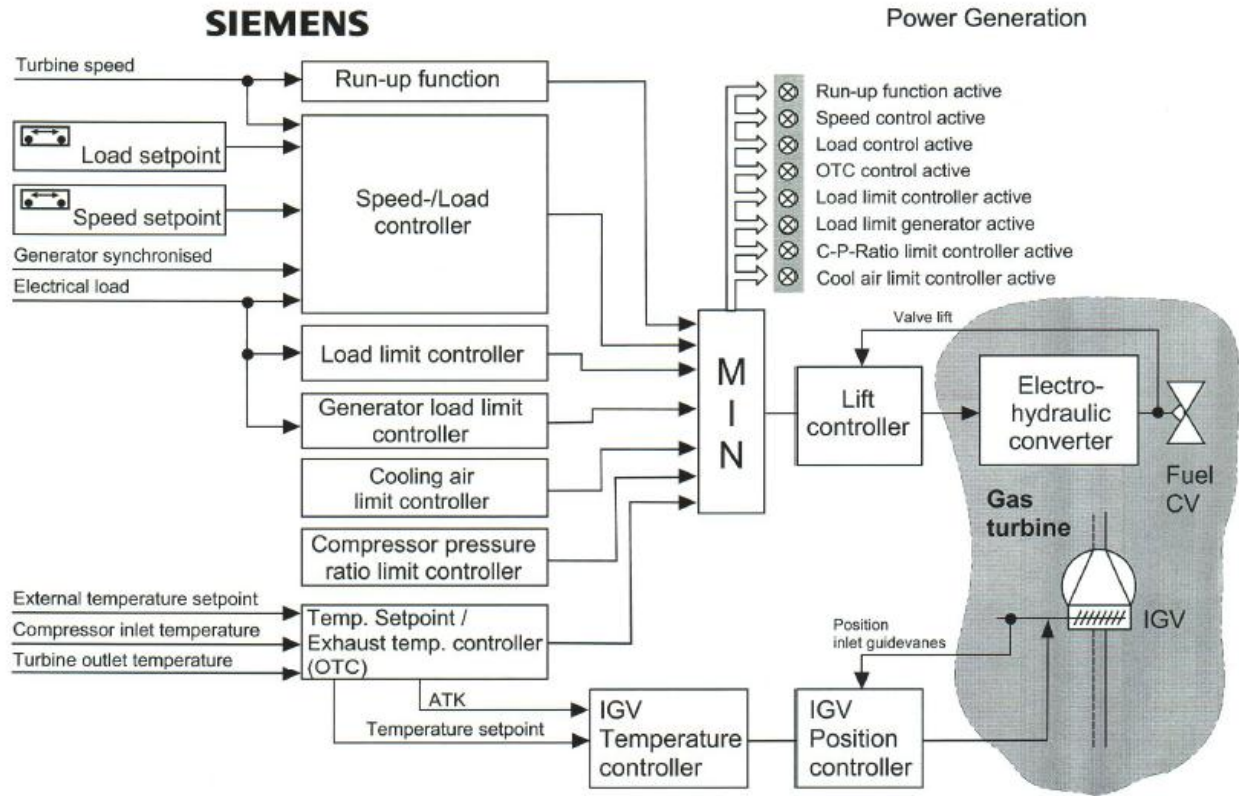 SIEMENS
Power Generation
Turbine speed
Run-up function
Load setpoint
Speed setpoint
Speed-/Load
controller
Generator synchronised
Electrical load
Load limit controller
Generator load limit
controller
Cooling air
limit controller
Compressor pressure
ratio limit controller
External temperature setpoint
Compressor inlet temperature
Turbine outlet temperature
Temp. Setpoint /
Exhaust temp. controller
(OTC)
ATK
Temperature setpoint
Run-up function active
Speed control active
Load control active
OTC control active
Load limit controller active
Load limit generator active
C-P-Ratio limit controller active
Cool air limit controller active
M
I
N
Valve lift
Lift
controller
Electro-
hydraulic
converter
Fuel
CV
Gas
turbine
IGV
Position
inlet guidevanes
IGV
Temperature
controller
IGV
Position
controller